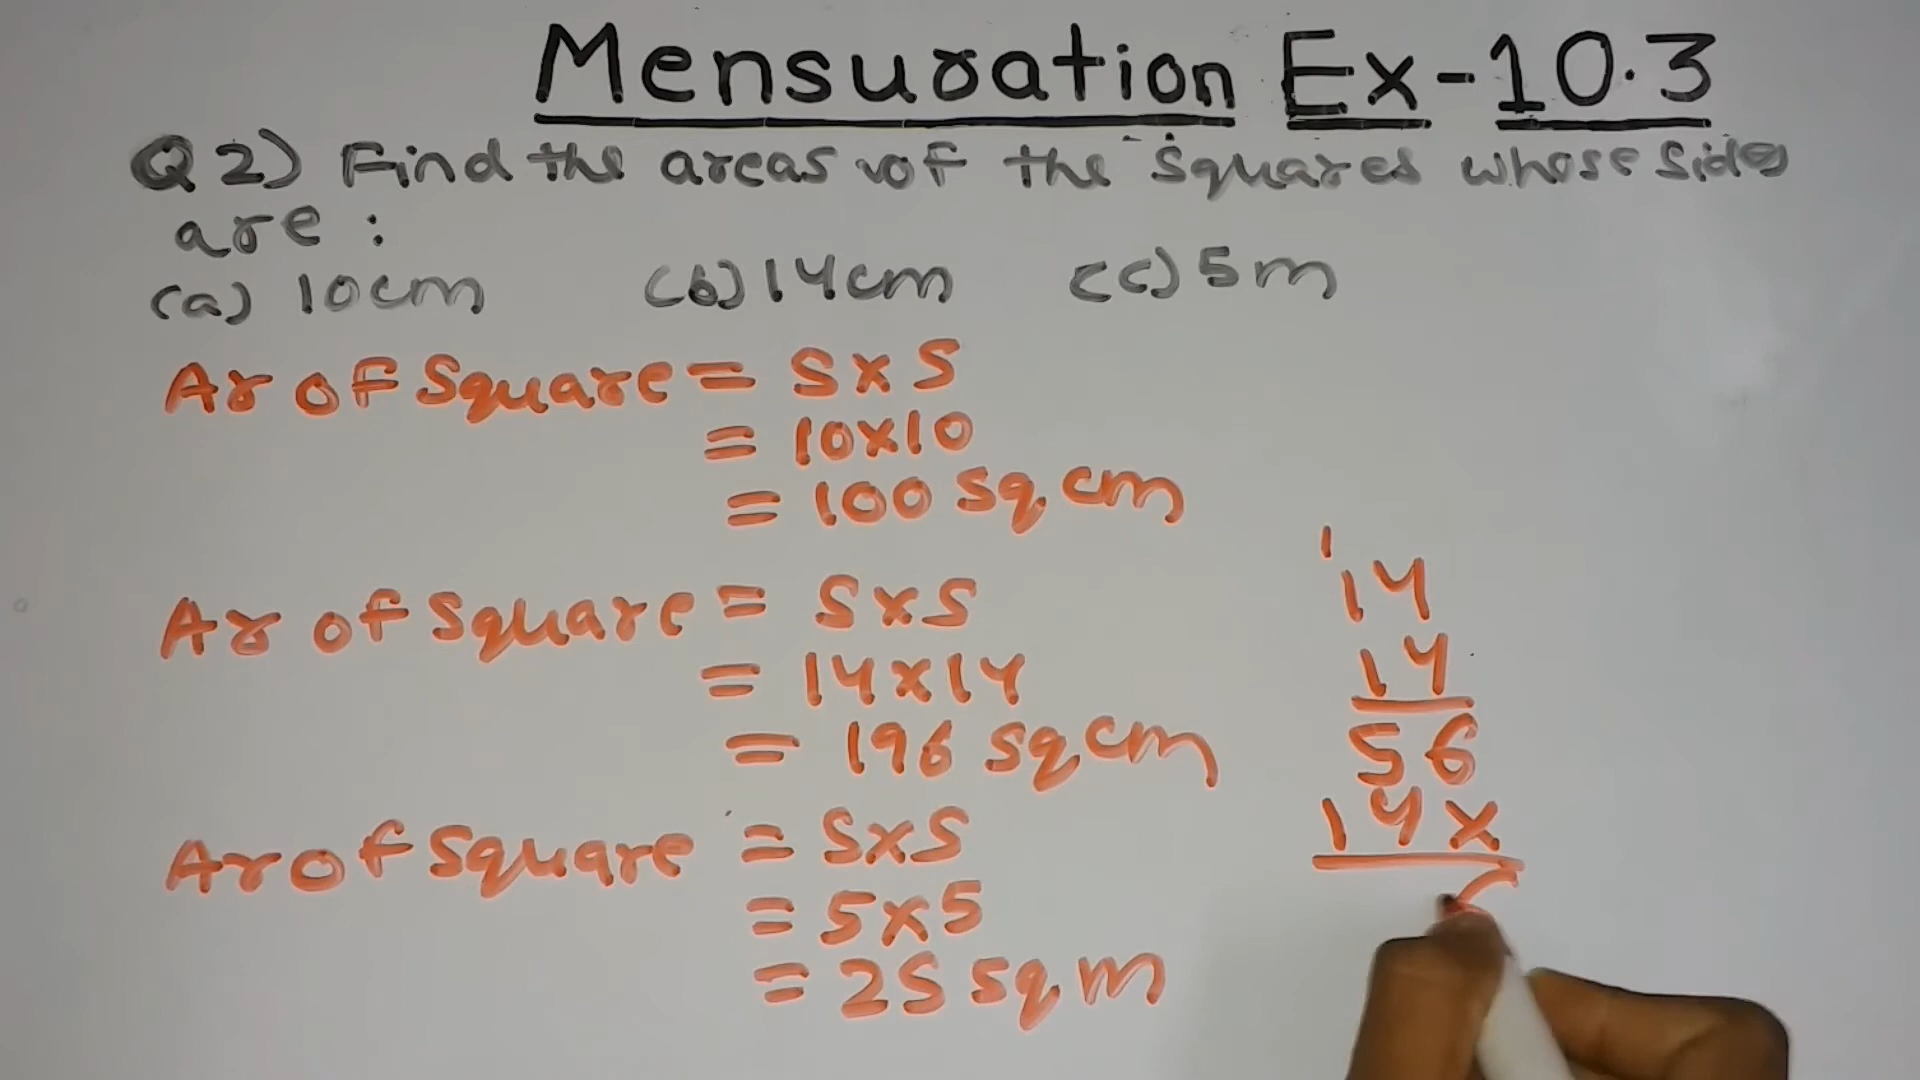 Mensuration Ex-10.3
Q2) Find the areas of the squares whose sides
are :
(a) 10cm (b) 14cm (c) 5m
Ar of Square = S×S
= 10×10
= 100 sq cm
Ar of Square = S×S
= 14×14
= 196 sq cm
Ar of Square = S×S
= 5×5
= 25 sq m
1
14
14
56
14×